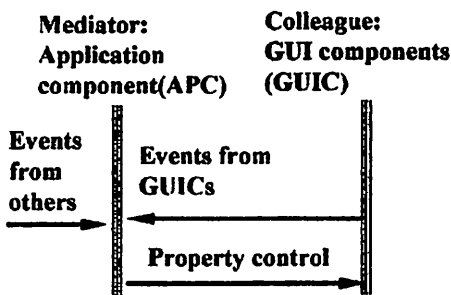 Mediator:
Application
component(APC)
Colleague:
GUI components
(GUIC)
Events
from
others
Events from
GUICs
Property control